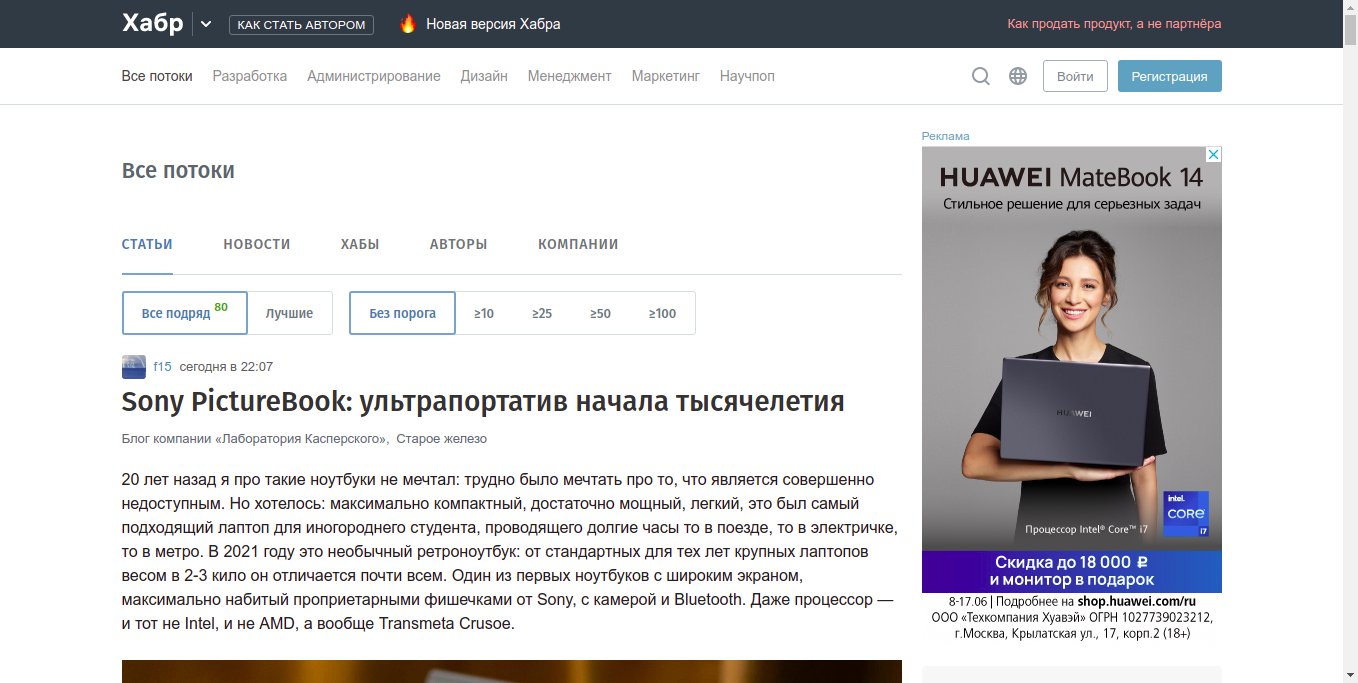 Хабр
КАК СТАТЬ АВТОРОМ
Новая версия Хабра
Как продать продукт, а не партнёра
Все потоки Разработка Администрирование Дизайн Менеджмент Маркетинг Научпоп
Войти
Регистрация
Все потоки
СТАТЬИ НОВОСТИ ХАБЫ АВТОРЫ КОМПАНИИ
Все подряд 80 Лучшие Без порога ≥10 ≥25 ≥50 ≥100
f15 сегодня в 22:07
Sony PictureBook: ультрапортатив начала тысячелетия
Блог компании «Лаборатория Касперского», Старое железо
20 лет назад я про такие ноутбуки не мечтал: трудно было мечтать про то, что является совершенно
недоступным. Но хотелось: максимально компактный, достаточно мощный, легкий, это был самый
подходящий лаптоп для иногороднего студента, проводящего долгие часы то в поезде, то в электричке,
то в метро. В 2021 году это необычный ретроноутбук: от стандартных для тех лет крупных лаптопов
весом в 2-3 кило он отличается почти всем. Один из первых ноутбуков с широким экраном,
максимально набитый проприетарными фишечками от Sony, с камерой и Bluetooth. Даже процессор —
и тот не Intel, и не AMD, а вообще Transmeta Crusoe.
Реклама
HUAWEI MateBook 14
Стильное решение для серьезных задач
HUAWEI
intel.
CORE
i7
Процессор Intel® Core™ i7
Скидка до 18 000 ₽
и монитор в подарок
8-17.06 | Подробнее на shop.huawei.com/ru
ООО «Техкомпания Хуавэй» ОГРН 1027739023212,
г.Москва, Крылатская ул., 17, корп.2 (18+)